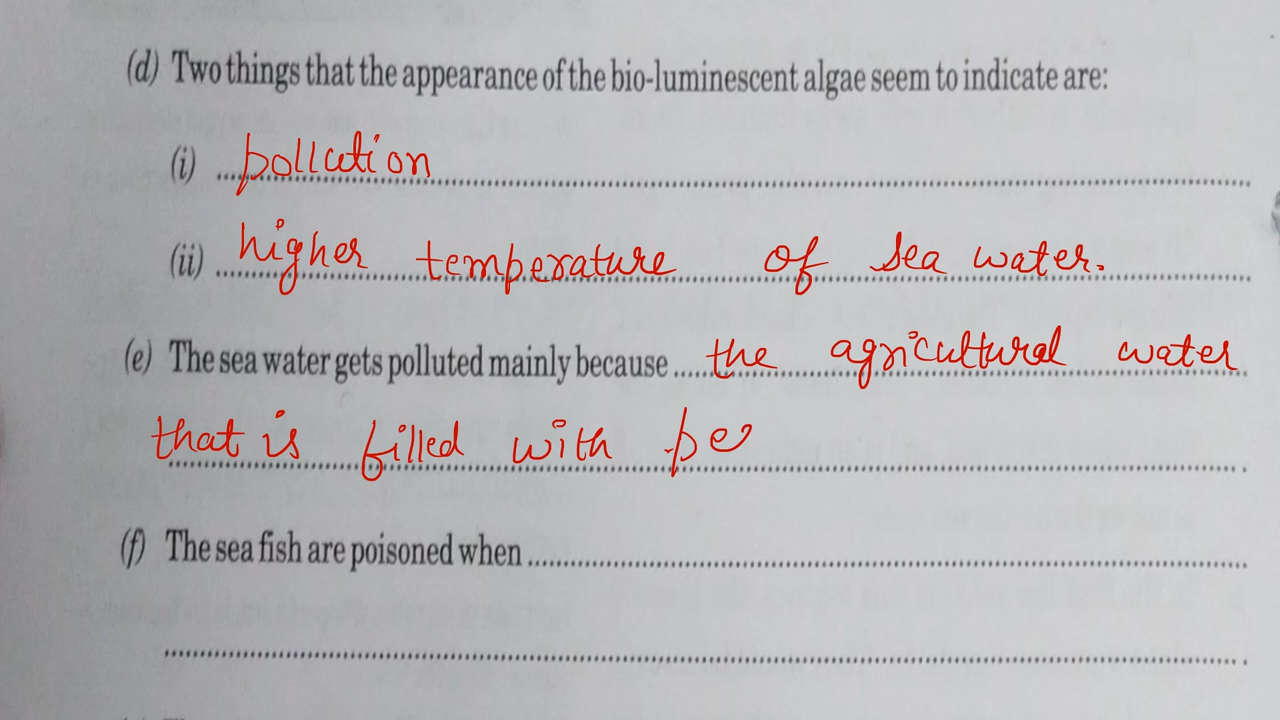 (d) Two things that the appearance of the bio-luminescent algae seem to indicate are:
(i) pollution
(ii) higher temperature of sea water.
(e) The sea water gets polluted mainly because the agricultural water
that is filled with pe
(f) The sea fish are poisoned when